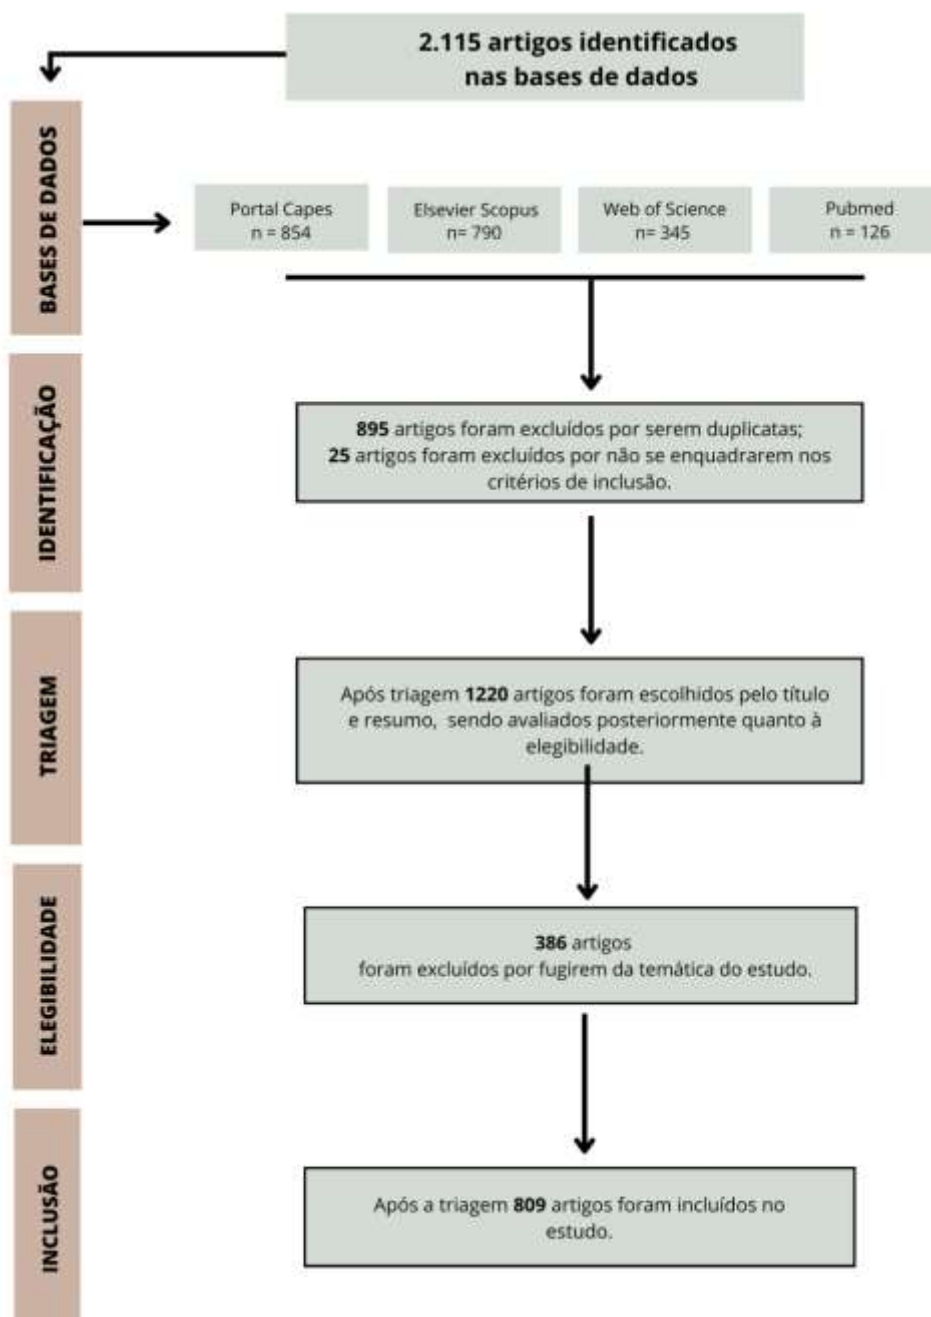 2.115 artigos identificados
nas bases de dados
BASES DE DADOS
Portal Capes
n = 854
Elsevier Scopus
n= 790
Web of Science
n= 345
Pubmed
n = 126
IDENTIFICAÇÃO
895 artigos foram excluídos por serem duplicatas;
25 artigos foram excluídos por não se enquadrarem nos
critérios de inclusão.
TRIAGEM
Após triagem 1220 artigos foram escolhidos pelo título
e resumo, sendo avaliados posteriormente quanto à
elegibilidade.
ELEGIBILIDADE
386 artigos
foram excluídos por fugirem da temática do estudo.
INCLUSÃO
Após a triagem 809 artigos foram incluídos no
estudo.